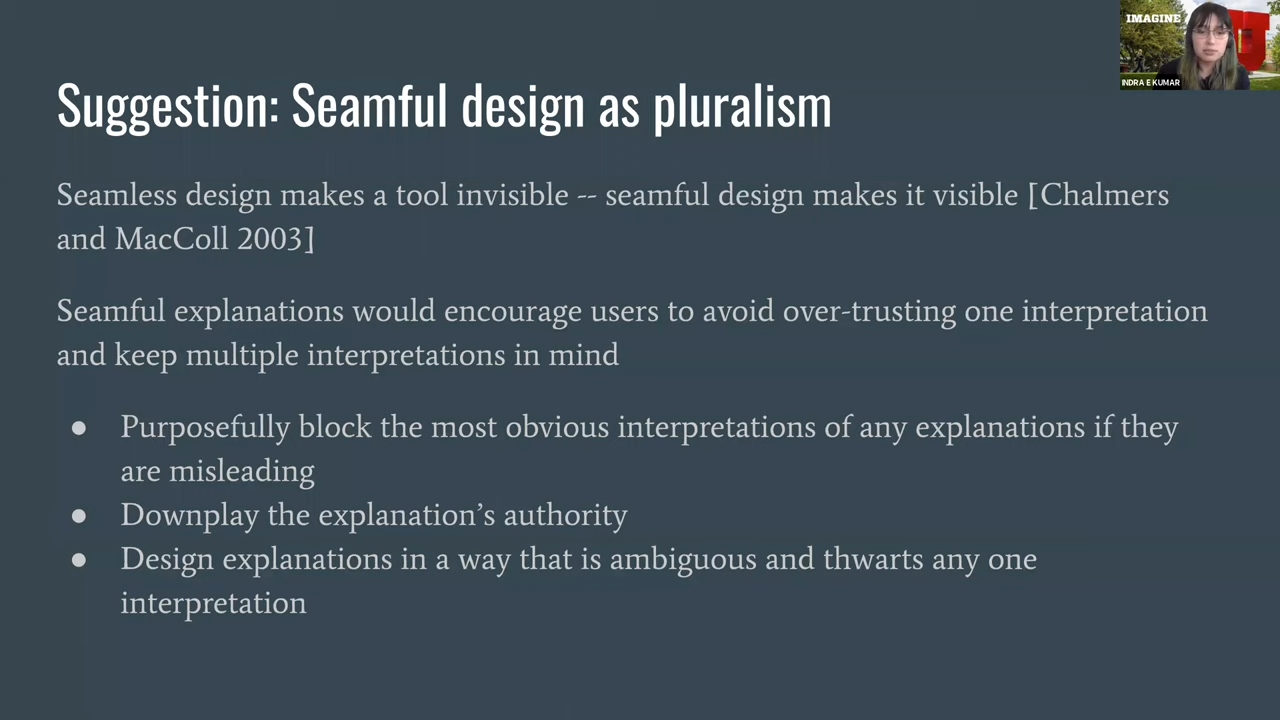 IMAGINE
INDRA E KUMAR
Suggestion: Seamful design as pluralism
Seamless design makes a tool invisible -- seamful design makes it visible [Chalmers
and MacColl 2003]
Seamful explanations would encourage users to avoid over-trusting one interpretation
and keep multiple interpretations in mind
● Purposefully block the most obvious interpretations of any explanations if they
are misleading
● Downplay the explanation’s authority
● Design explanations in a way that is ambiguous and thwarts any one
interpretation